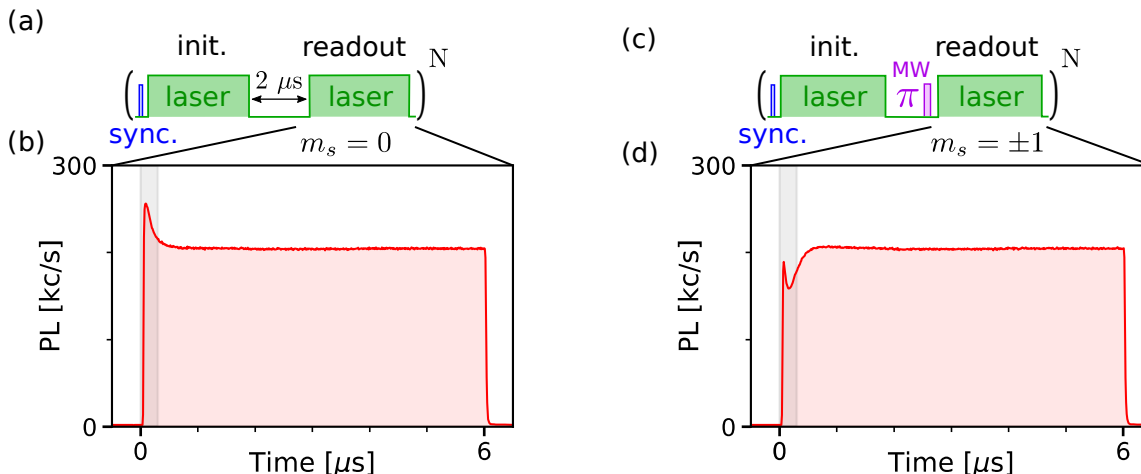 (a)
init.
readout
( laser 2 μs laser )N
sync.
(b)
m_s = 0
300
PL [kc/s]
0
0
6
Time [μs]
(c)
init.
readout
( laser MW π laser )N
sync.
(d)
m_s = ±1
300
PL [kc/s]
0
0
6
Time [μs]